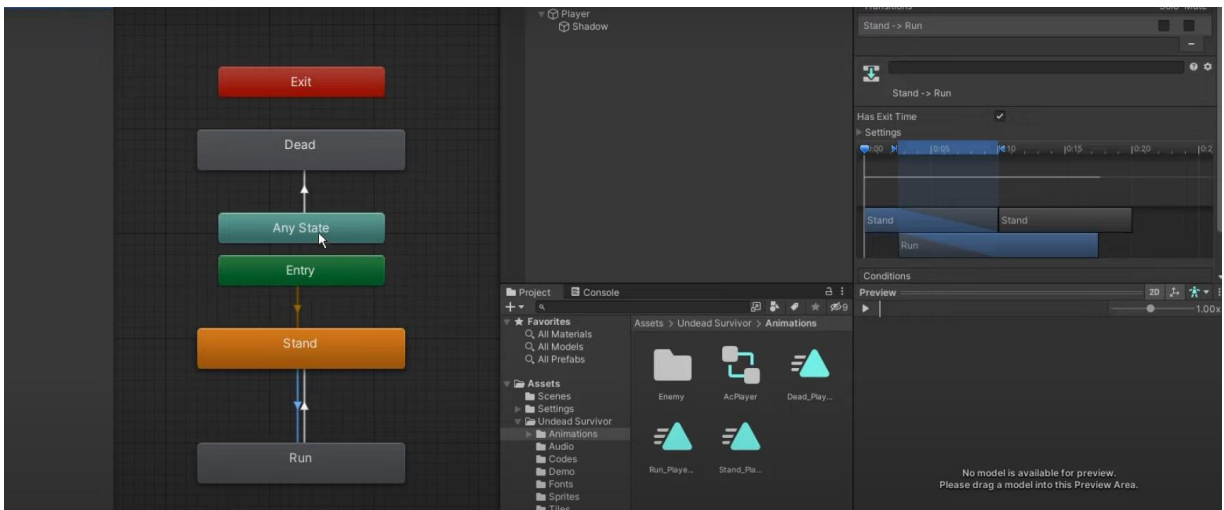 Exit
Dead
Any State
Entry
Stand
Run
Player
Shadow
Stand -> Run
Stand -> Run
Has Exit Time
Settings
0:00 0:05 0:10 0:15 0:20
Stand Stand
Run
Conditions
Preview 2D 1.00x
No model is available for preview.
Please drag a model into this Preview Area.
Project Console
9
Favorites
All Materials
All Models
All Prefabs
Assets
Scenes
Settings
Undead Survivor
Animations
Audio
Codes
Demo
Fonts
Sprites
Tiles
Assets > Undead Survivor > Animations
Enemy AcPlayer Dead_Play...
Run_Playe... Stand_Pla...